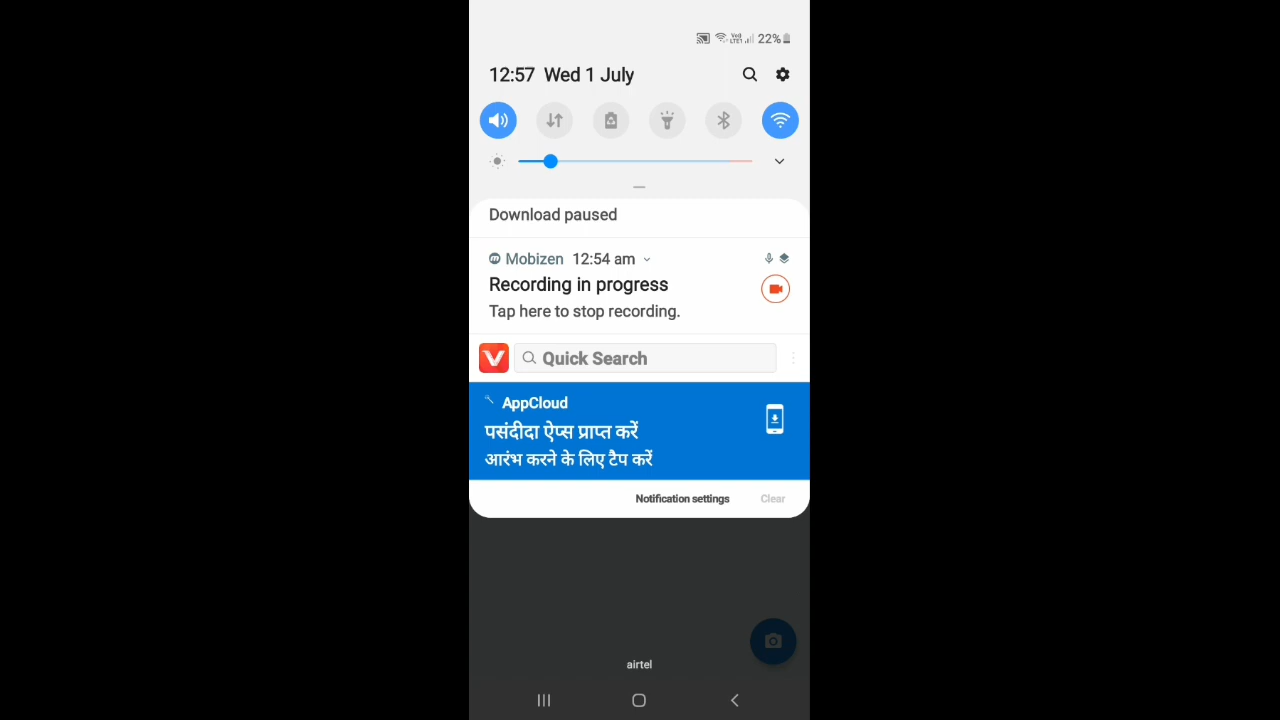 22%
12:57 Wed 1 July
Download paused
Mobizen 12:54 am
Recording in progress
Tap here to stop recording.
Quick Search
AppCloud
पसंदीदा ऐप्स प्राप्त करें
आरंभ करने के लिए टैप करें
Notification settings Clear
airtel